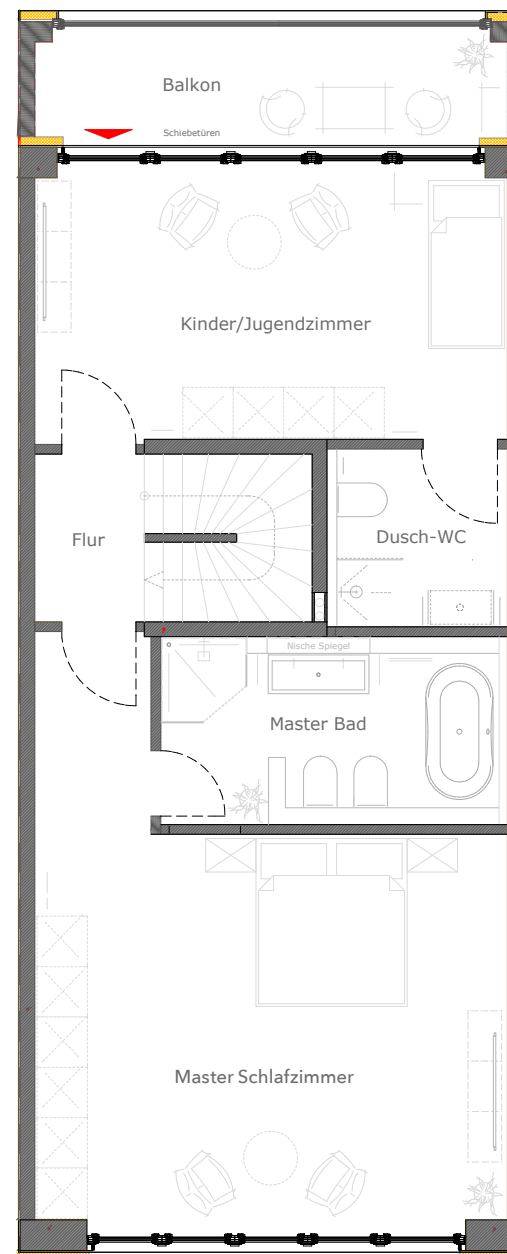 Balkon
Schiebetüren
Kinder/Jugendzimmer
Flur
Dusch-WC
Nische Spiegel
Master Bad
Master Schlafzimmer